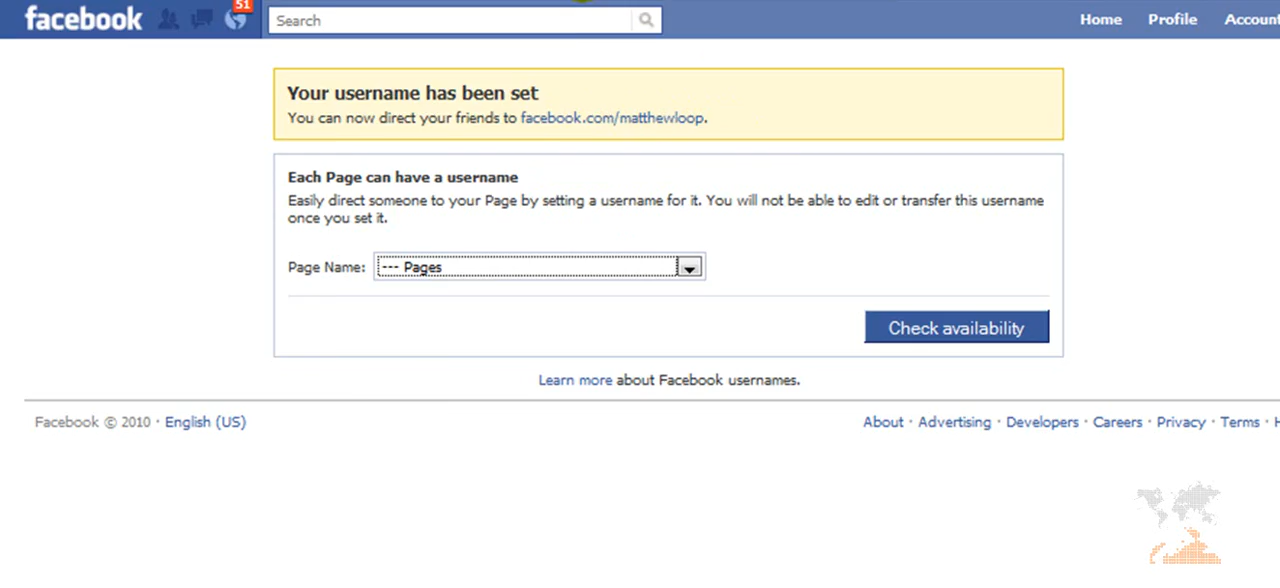 facebook
51
Search
Home Profile Account
Your username has been set
You can now direct your friends to facebook.com/matthewloop.
Each Page can have a username
Easily direct someone to your Page by setting a username for it. You will not be able to edit or transfer this username
once you set it.
Page Name: --- Pages
Check availability
Learn more about Facebook usernames.
Facebook © 2010 · English (US)
About · Advertising · Developers · Careers · Privacy · Terms · H